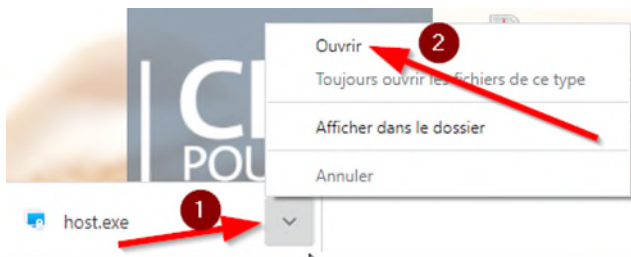 Ouvrir
2
Toujours ouvrir les fichiers de ce type
Afficher dans le dossier
Annuler
POU
host.exe
1